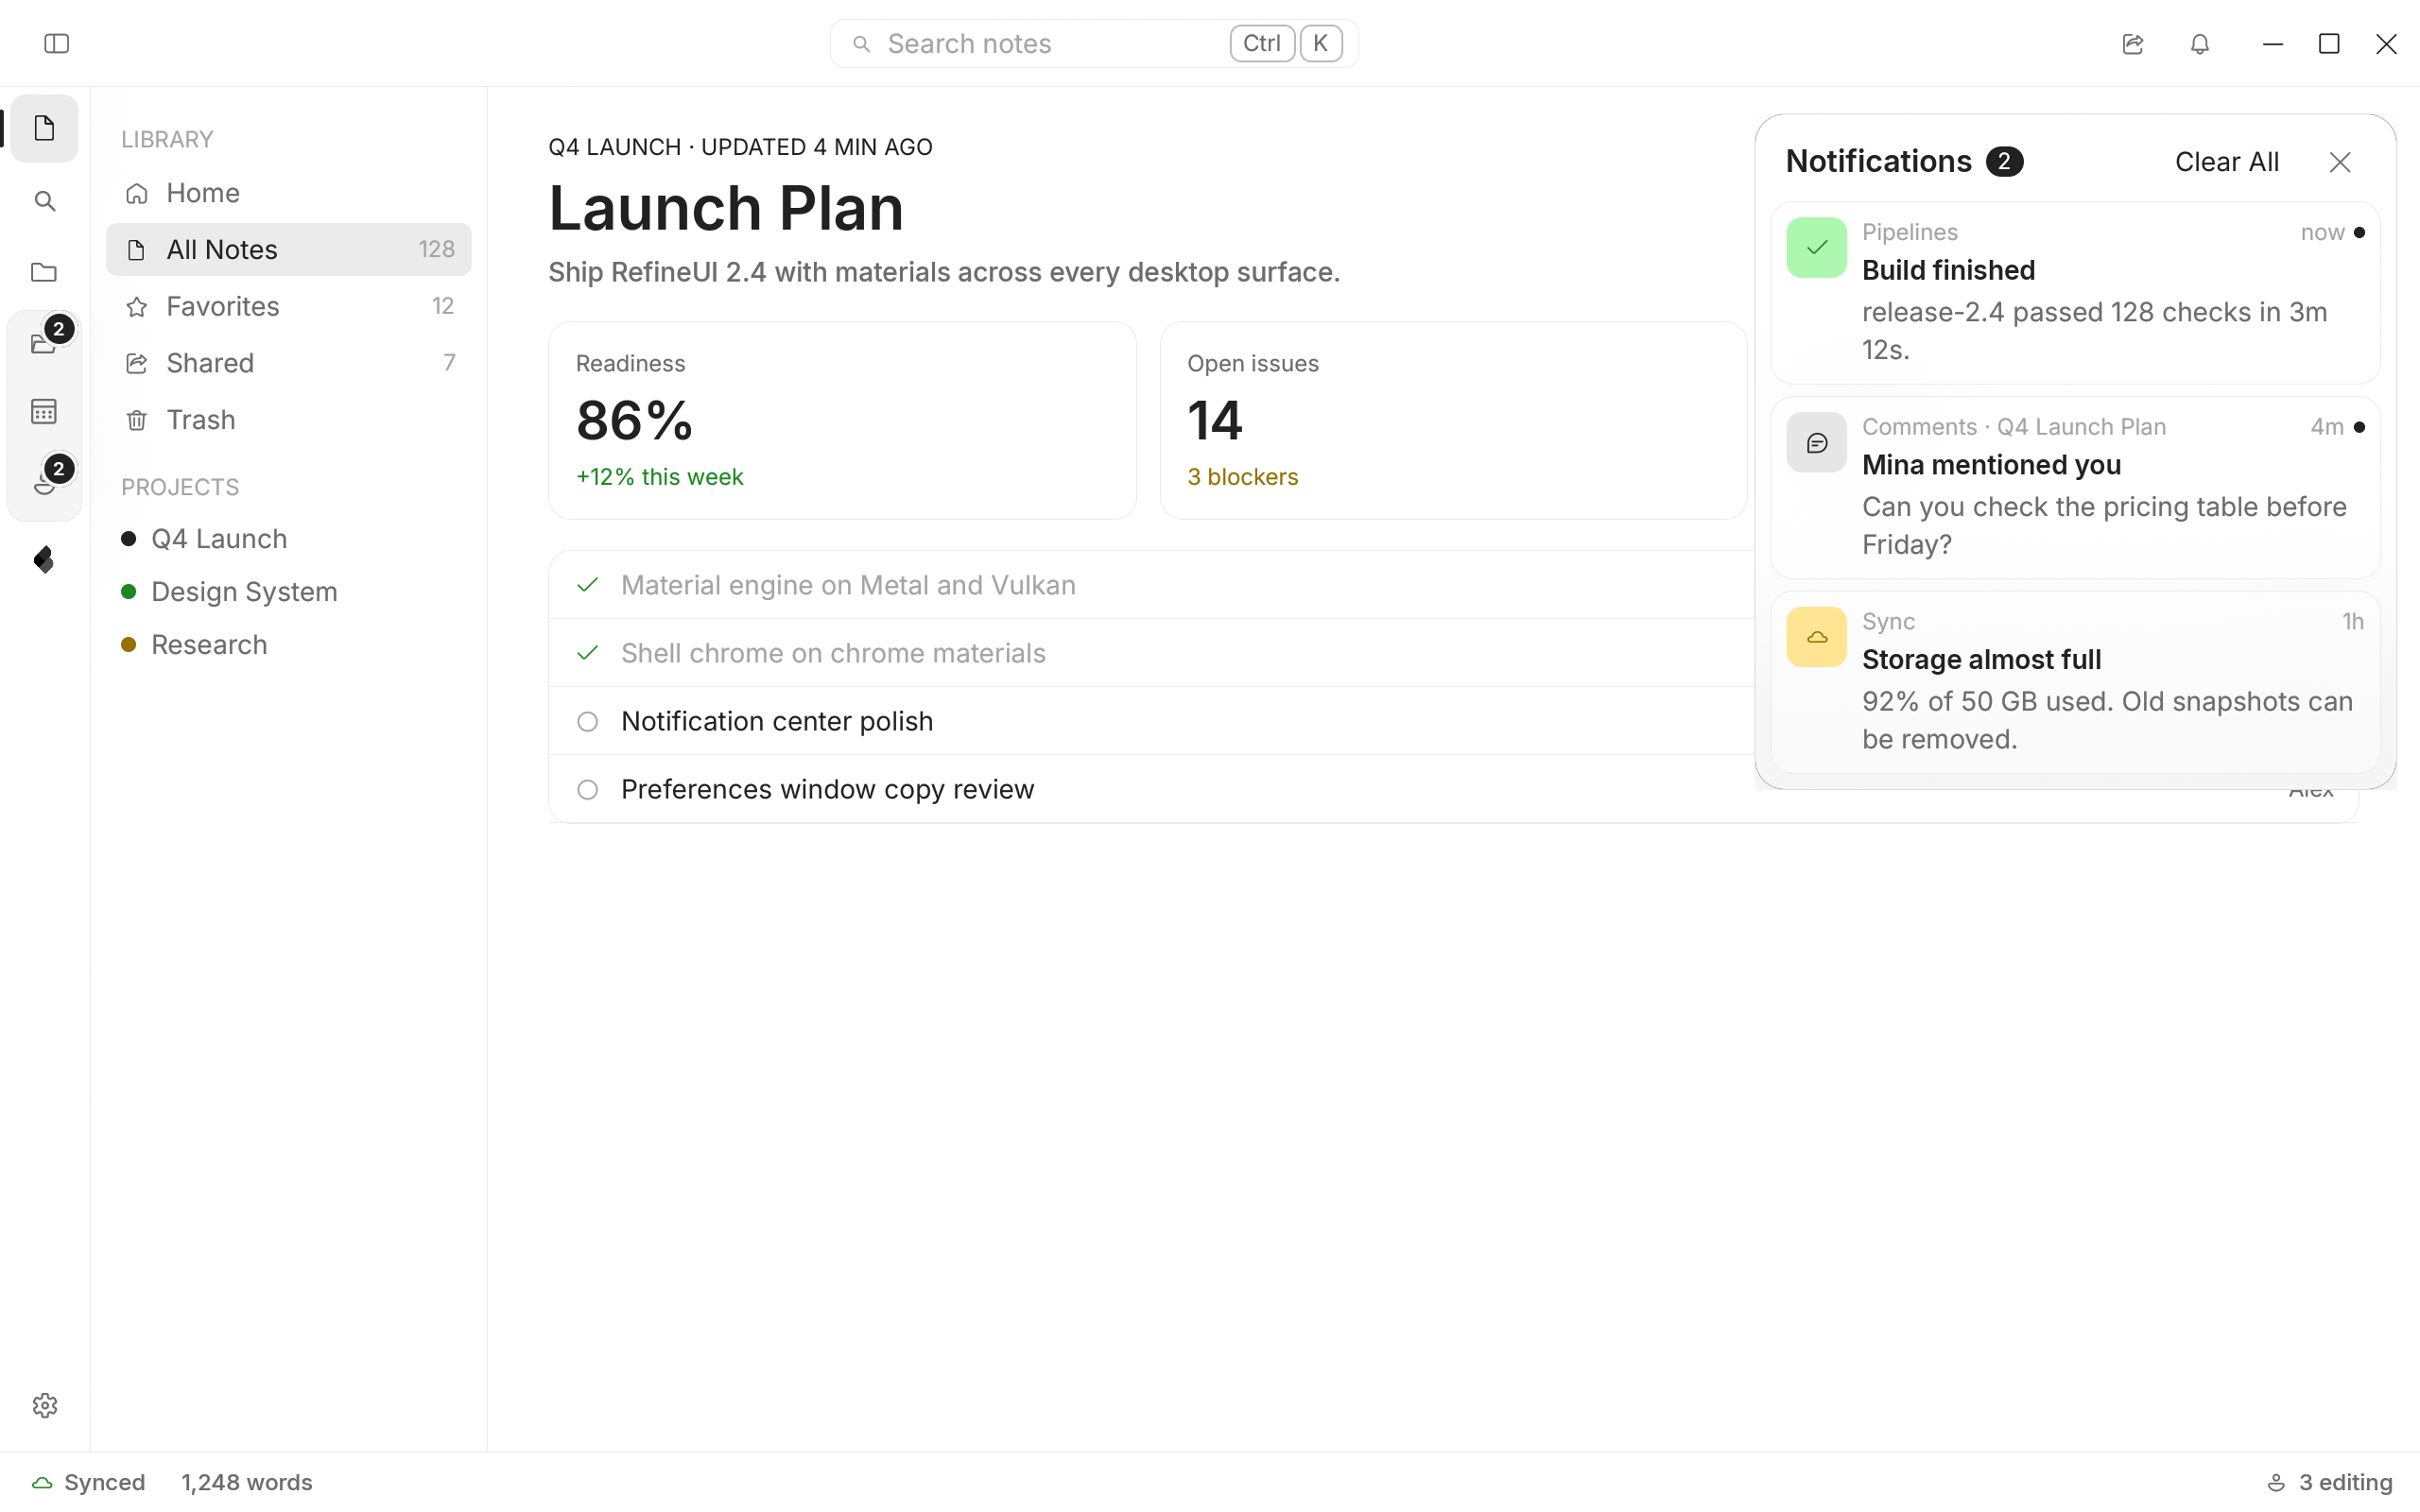 Search notes Ctrl K
LIBRARY
Home
All Notes 128
Favorites 12
Shared 7
Trash
PROJECTS
Q4 Launch
Design System
Research
2
2
Q4 LAUNCH · UPDATED 4 MIN AGO
Launch Plan
Ship RefineUI 2.4 with materials across every desktop surface.
Readiness
86%
+12% this week
Open issues
14
3 blockers
Material engine on Metal and Vulkan
Shell chrome on chrome materials
Notification center polish
Preferences window copy review
Alex
Notifications 2 Clear All
Pipelines now
Build finished
release-2.4 passed 128 checks in 3m
12s.
Comments · Q4 Launch Plan 4m
Mina mentioned you
Can you check the pricing table before
Friday?
Sync 1h
Storage almost full
92% of 50 GB used. Old snapshots can
be removed.
Synced 1,248 words
3 editing